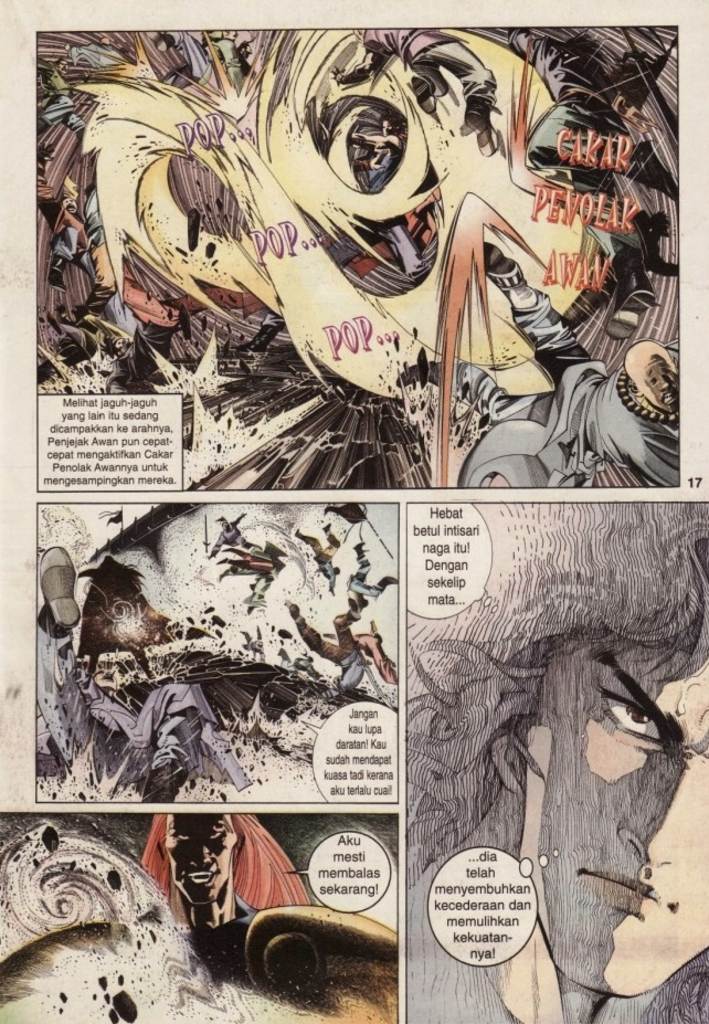 POP...
POP...
POP...
CAKAR
PENOLAK
AWAN
Melihat jaguh-jaguh
yang lain itu sedang
dicampakkan ke arahnya,
Penjejak Awan pun cepat-
cepat mengaktifkan Cakar
Penolak Awannya untuk
mengesampingkan mereka.
17
Jangan
kau lupa
daratan! Kau
sudah mendapat
kuasa tadi kerana
aku terlalu cuai!
Hebat
betul intisari
naga itu!
Dengan
sekelip
mata...
Aku
mesti
membalas
sekarang!
...dia
telah
menyembuhkan
kecederaan dan
memulihkan
kekuatan-
nya!